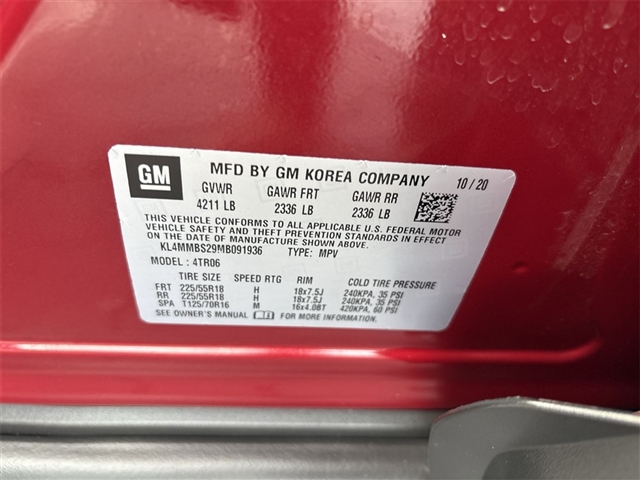 GM MFD BY GM KOREA COMPANY 10/20
GVWR GAWR FRT GAWR RR
4211 LB 2336 LB 2336 LB
THIS VEHICLE CONFORMS TO ALL APPLICABLE U.S. FEDERAL MOTOR
VEHICLE SAFETY AND THEFT PREVENTION STANDARDS IN EFFECT
ON THE DATE OF MANUFACTURE SHOWN ABOVE.
KL4MMBS29MB091936 TYPE: MPV
MODEL: 4TR06
TIRE SIZE SPEED RTG RIM COLD TIRE PRESSURE
FRT 225/55R18 H 18x7.5J 240KPA, 35 PSI
RR 225/55R18 H 18x7.5J 240KPA, 35 PSI
SPA T125/70R16 M 16x4.0BT 420KPA, 60 PSI
SEE OWNER'S MANUAL FOR MORE INFORMATION.